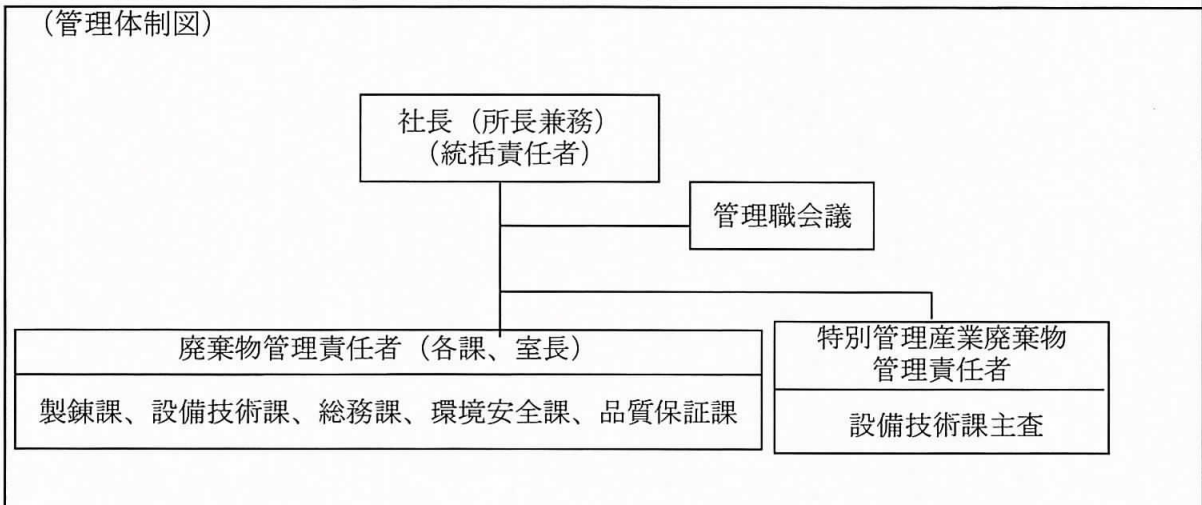 （管理体制図）
社長（所長兼務）
（統括責任者）
管理職会議
廃棄物管理責任者（各課、室長）
製錬課、設備技術課、総務課、環境安全課、品質保証課
特別管理産業廃棄物
管理責任者
設備技術課主査